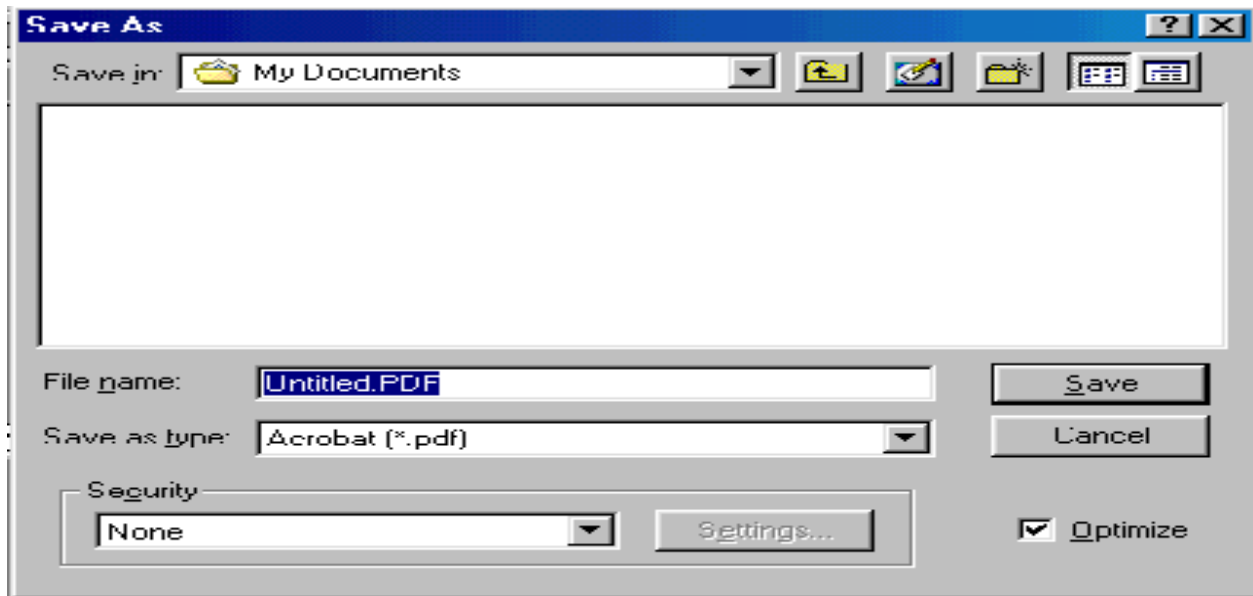 Save As
Save in: My Documents
File name: Untitled.PDF Save
Save as type: Acrobat (*.pdf) Cancel
Security
None Settings... Optimize